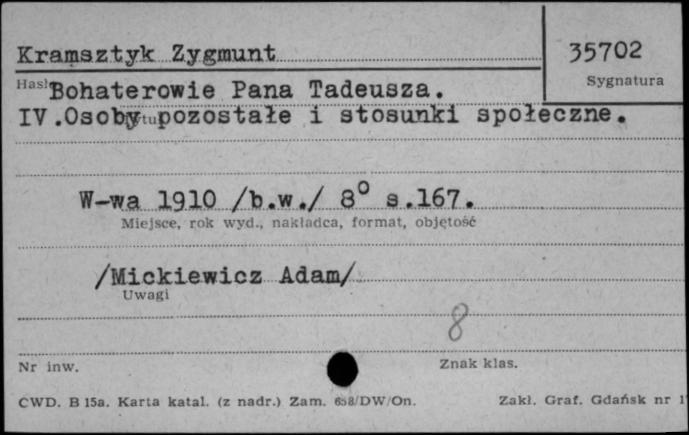 Kramsztyk Zygmunt
35702
Sygnatura
Hasło
Bohaterowie Pana Tadeusza.
IV.Osoby pozostałe i stosunki społeczne.
W-wa 1910 /b.w./ 8° s.167.
Miejsce, rok wyd., nakładca, format, objętość
/Mickiewicz Adam/
Uwagi
8
Nr inw.
Znak klas.
CWD. B 15a. Karta katal. (z nadr.) Zam. 658/DW/On.
Zakł. Graf. Gdańsk nr 1